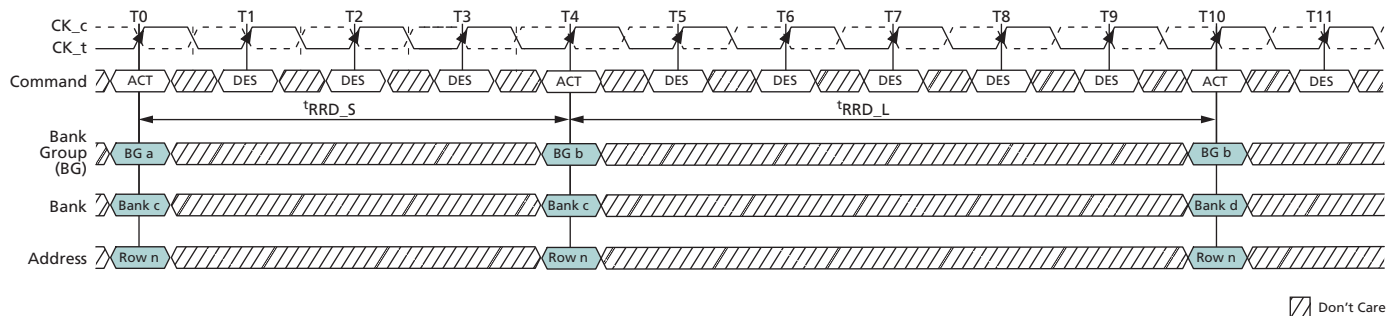 T0 T1 T2 T3 T4 T5 T6 T7 T8 T9 T10 T11
CK_c
CK_t
Command ACT DES DES DES ACT DES DES DES DES DES ACT DES
tRRD_S tRRD_L
Bank
Group
(BG)
BG a BG b BG b
Bank Bank c Bank c Bank d
Address Row n Row n Row n
Don't Care